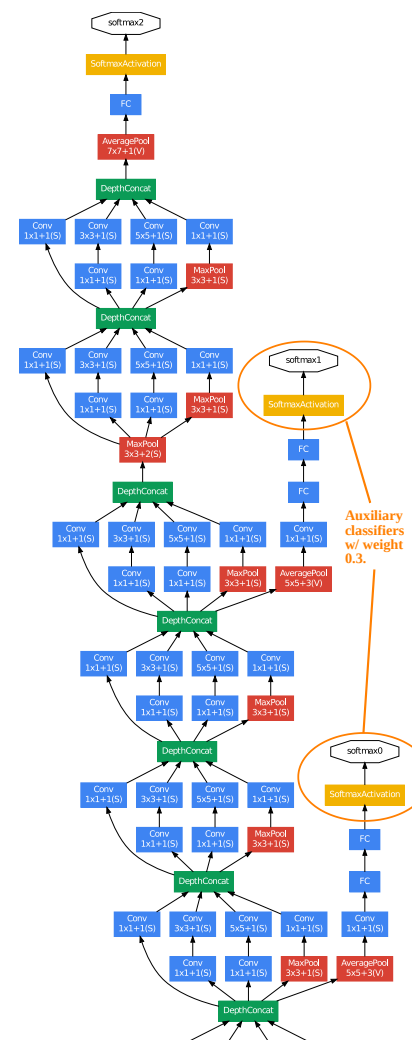 softmax2
SoftmaxActivation
FC
AveragePool
7x7+1(V)
DepthConcat
Conv
1x1+1(S)
Conv
3x3+1(S)
Conv
5x5+1(S)
Conv
1x1+1(S)
Conv
1x1+1(S)
Conv
1x1+1(S)
MaxPool
3x3+1(S)
DepthConcat
Conv
1x1+1(S)
Conv
3x3+1(S)
Conv
5x5+1(S)
Conv
1x1+1(S)
softmax1
Conv
1x1+1(S)
Conv
1x1+1(S)
MaxPool
3x3+1(S)
SoftmaxActivation
MaxPool
3x3+2(S)
FC
DepthConcat
FC
Auxiliary
classifiers
w/ weight
0.3.
Conv
1x1+1(S)
Conv
3x3+1(S)
Conv
5x5+1(S)
Conv
1x1+1(S)
Conv
1x1+1(S)
Conv
1x1+1(S)
Conv
1x1+1(S)
MaxPool
3x3+1(S)
AveragePool
5x5+3(V)
DepthConcat
Conv
1x1+1(S)
Conv
3x3+1(S)
Conv
5x5+1(S)
Conv
1x1+1(S)
Conv
1x1+1(S)
Conv
1x1+1(S)
MaxPool
3x3+1(S)
DepthConcat
softmax0
Conv
1x1+1(S)
Conv
3x3+1(S)
Conv
5x5+1(S)
Conv
1x1+1(S)
SoftmaxActivation
Conv
1x1+1(S)
Conv
1x1+1(S)
MaxPool
3x3+1(S)
FC
DepthConcat
FC
Conv
1x1+1(S)
Conv
3x3+1(S)
Conv
5x5+1(S)
Conv
1x1+1(S)
Conv
1x1+1(S)
Conv
1x1+1(S)
Conv
1x1+1(S)
MaxPool
3x3+1(S)
AveragePool
5x5+3(V)
DepthConcat